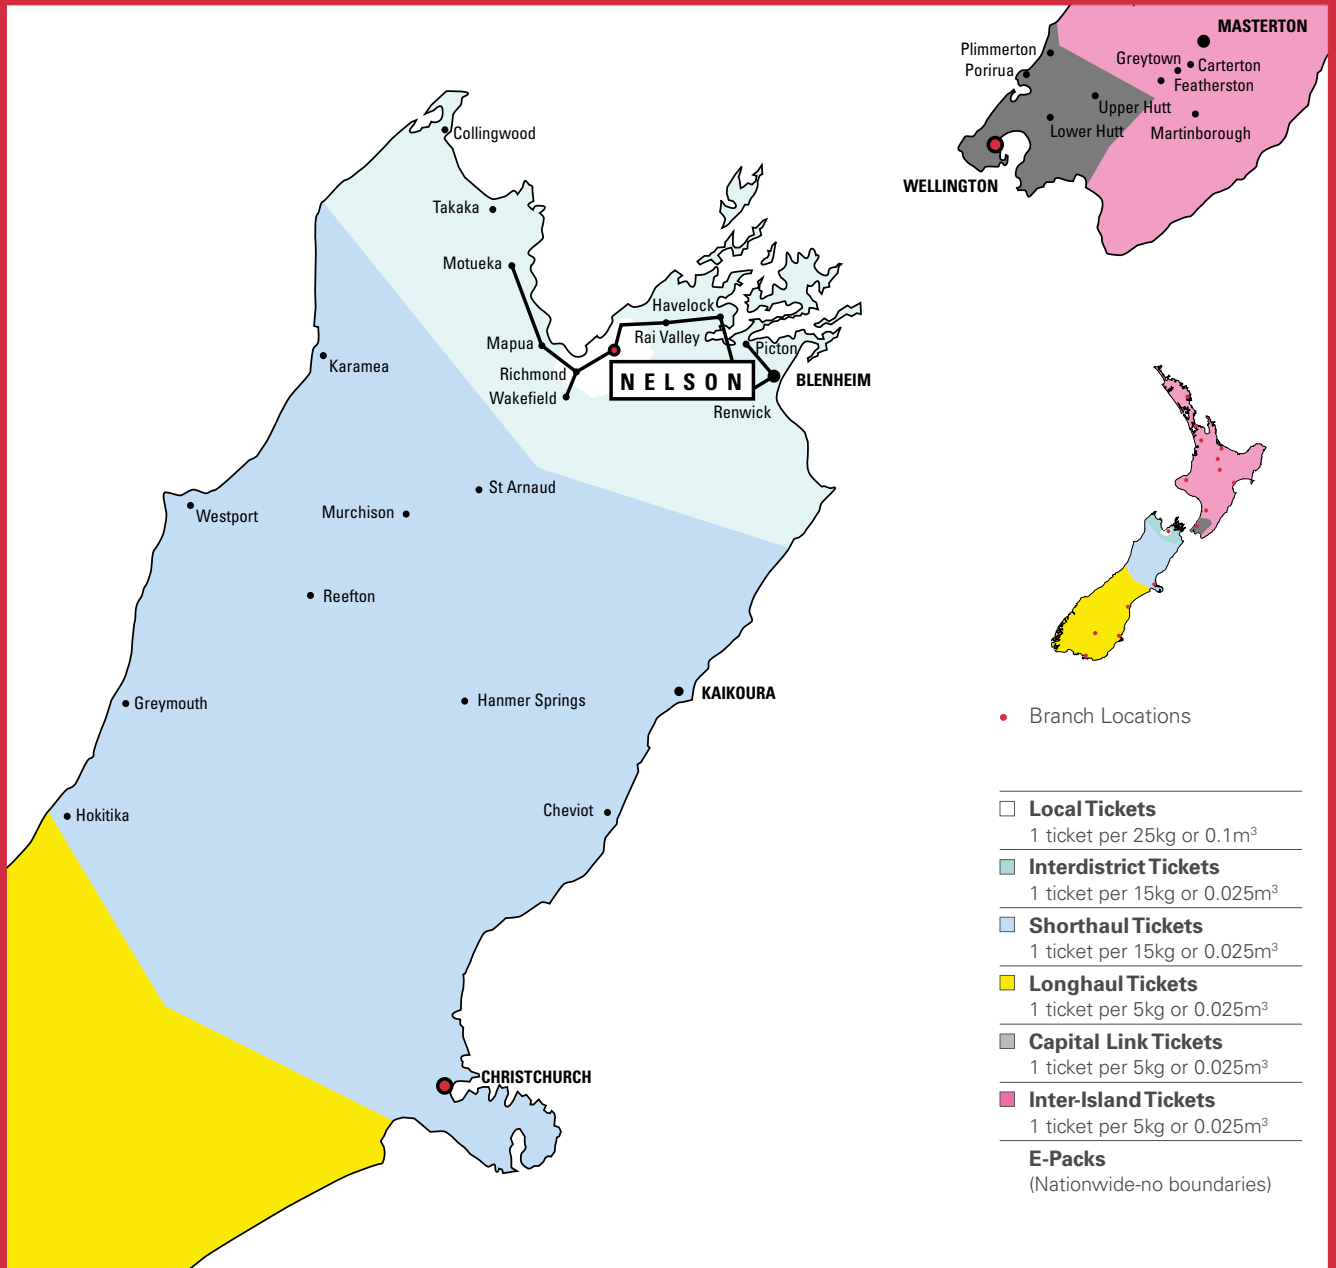 MASTERTON
Plimmerton
Greytown
Carterton
Porirua
Featherston
Upper Hutt
Lower Hutt
Martinborough
WELLINGTON
Collingwood
Takaka
Motueka
Havelock
Rai Valley
Mapua
Picton
Richmond
NELSON
BLENHEIM
Wakefield
Renwick
Karamea
St Arnaud
Murchison
Westport
Reefton
KAIKOURA
Hanmer Springs
Greymouth
Cheviot
Hokitika
CHRISTCHURCH
Branch Locations
Local Tickets
1 ticket per 25kg or 0.1m³
Interdistrict Tickets
1 ticket per 15kg or 0.025m³
Shorthaul Tickets
1 ticket per 15kg or 0.025m³
Longhaul Tickets
1 ticket per 5kg or 0.025m³
Capital Link Tickets
1 ticket per 5kg or 0.025m³
Inter-Island Tickets
1 ticket per 5kg or 0.025m³
E-Packs
(Nationwide-no boundaries)